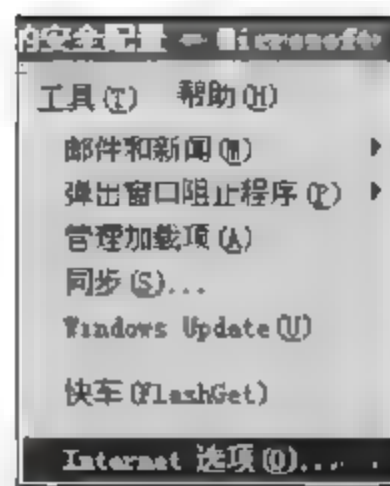 的安全配置 - Microsoft
工具(T) 帮助(H)
邮件和新闻(M)
弹出窗口阻止程序(P)
管理加载项(A)
同步(S)...
Windows Update(U)
快车(FlashGet)
Internet 选项(O)...